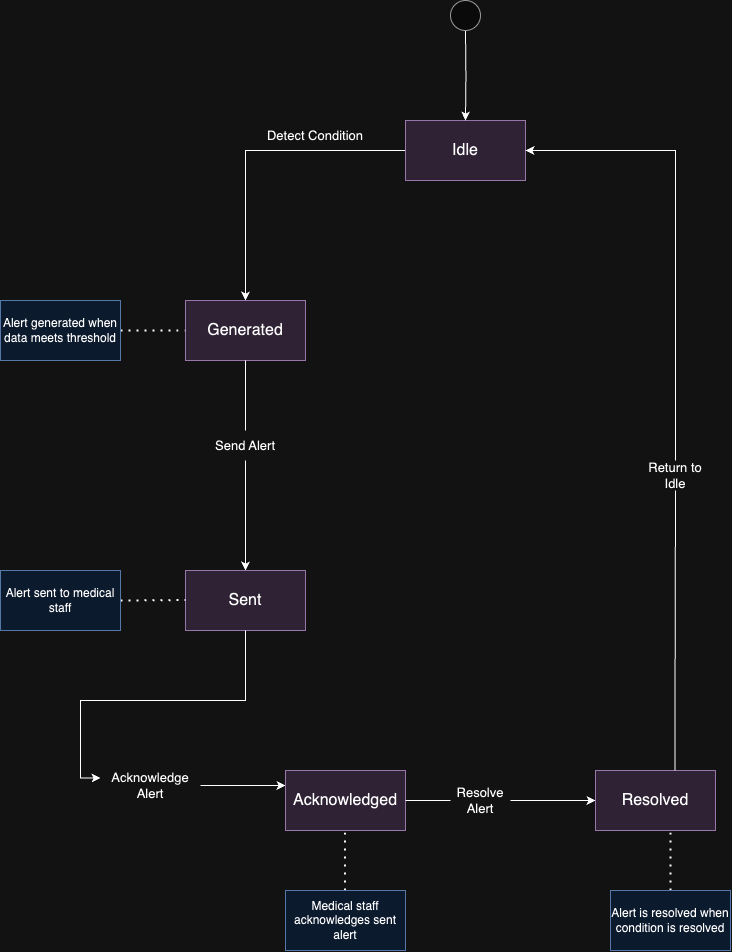 Detect Condition
Idle
Alert generated when
data meets threshold
Generated
Send Alert
Return to
Idle
Alert sent to medical
staff
Sent
Acknowledge
Alert
Acknowledged
Resolve
Alert
Resolved
Medical staff
acknowledges sent
alert
Alert is resolved when
condition is resolved